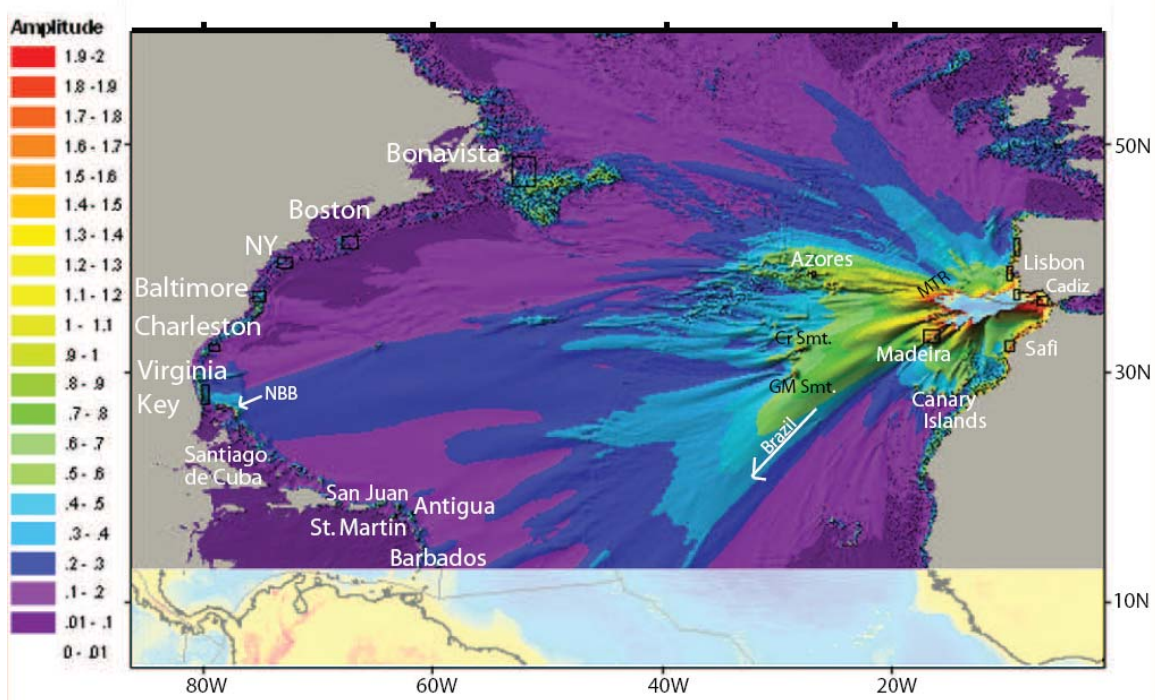 Amplitude
1.9 -2
1.8 -1.9
1.7 - 1.8
1.6 - 1.7
1.5 -1.6
1.4 - 1.5
1.3 - 1.4
1.2 - 1.3
1.1 - 1.2
1 - 1.1
.9 - 1
.8 - .9
.7 - .8
.6 - .7
.5 - .6
.4 - .5
.3 - .4
.2 - .3
.1 - .2
.01 - .1
0 - .01
60W
40W
20W
50N
30N
10N
80W
60W
40W
20W
Bonavista
Boston
NY
Baltimore
Charleston
Virginia
Key
NBB
Santiago
de Cuba
San Juan
Antigua
St. Martin
Barbados
Azores
MTR
Lisbon
Cadiz
Cr Smt.
Madeira
Safi
GM Smt.
Canary
Islands
Brazil